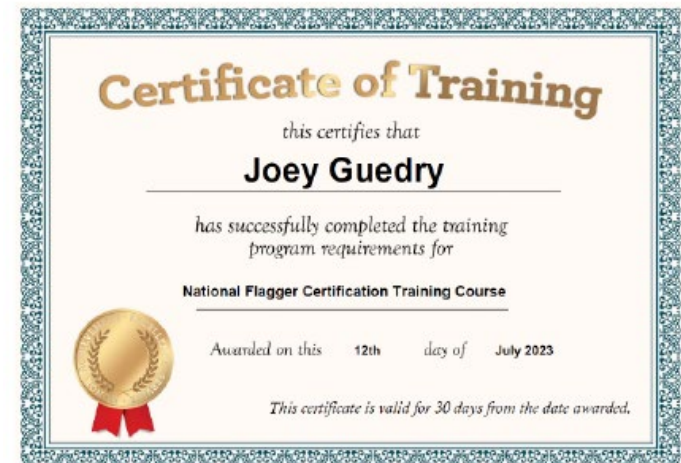 Certificate of Training
this certifies that
Joey Guedry
has successfully completed the training
program requirements for
National Flagger Certification Training Course
Awarded on this 12th day of July 2023
This certificate is valid for 30 days from the date awarded.